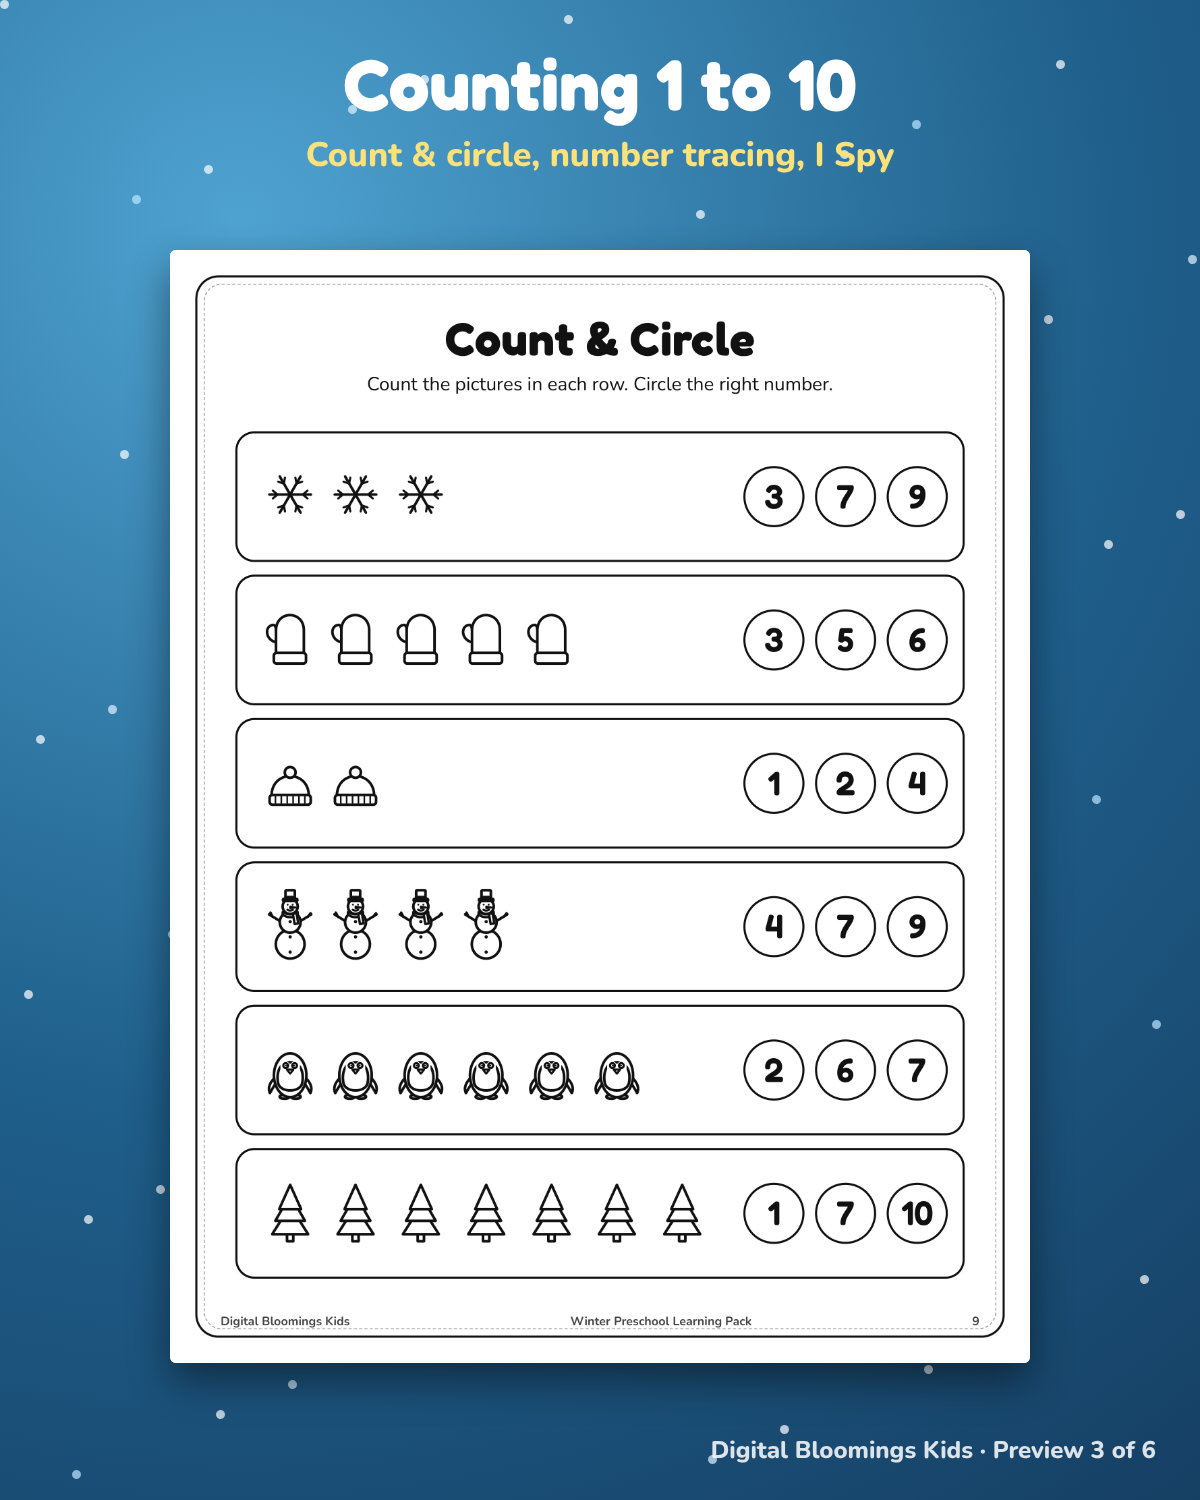 Counting 1 to 10
Count & circle, number tracing, I Spy
Count & Circle
Count the pictures in each row. Circle the right number.
3 7 9
3 5 6
1 2 4
4 7 9
2 6 7
1 7 10
Digital Bloomings Kids Winter Preschool Learning Pack 9
Digital Bloomings Kids · Preview 3 of 6